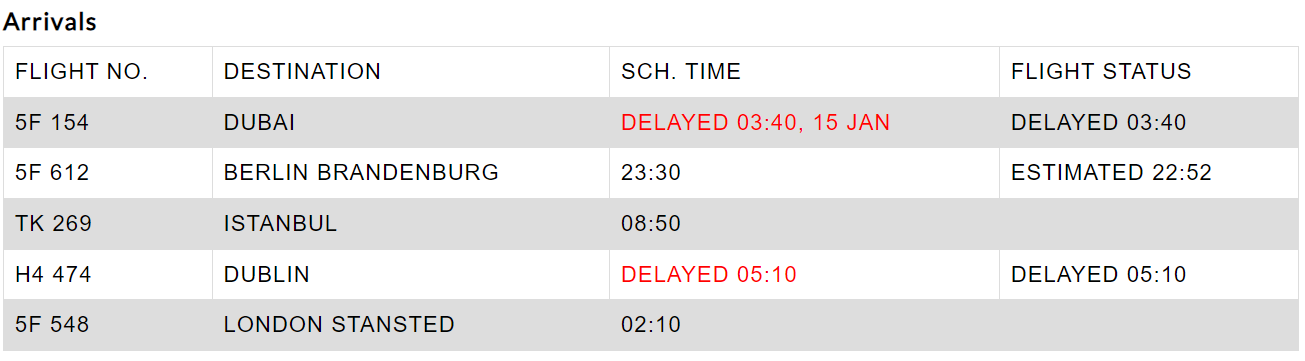 Arrivals
FLIGHT NO. DESTINATION SCH. TIME FLIGHT STATUS
5F 154 DUBAI DELAYED 03:40, 15 JAN DELAYED 03:40
5F 612 BERLIN BRANDENBURG 23:30 ESTIMATED 22:52
TK 269 ISTANBUL 08:50
H4 474 DUBLIN DELAYED 05:10 DELAYED 05:10
5F 548 LONDON STANSTED 02:10